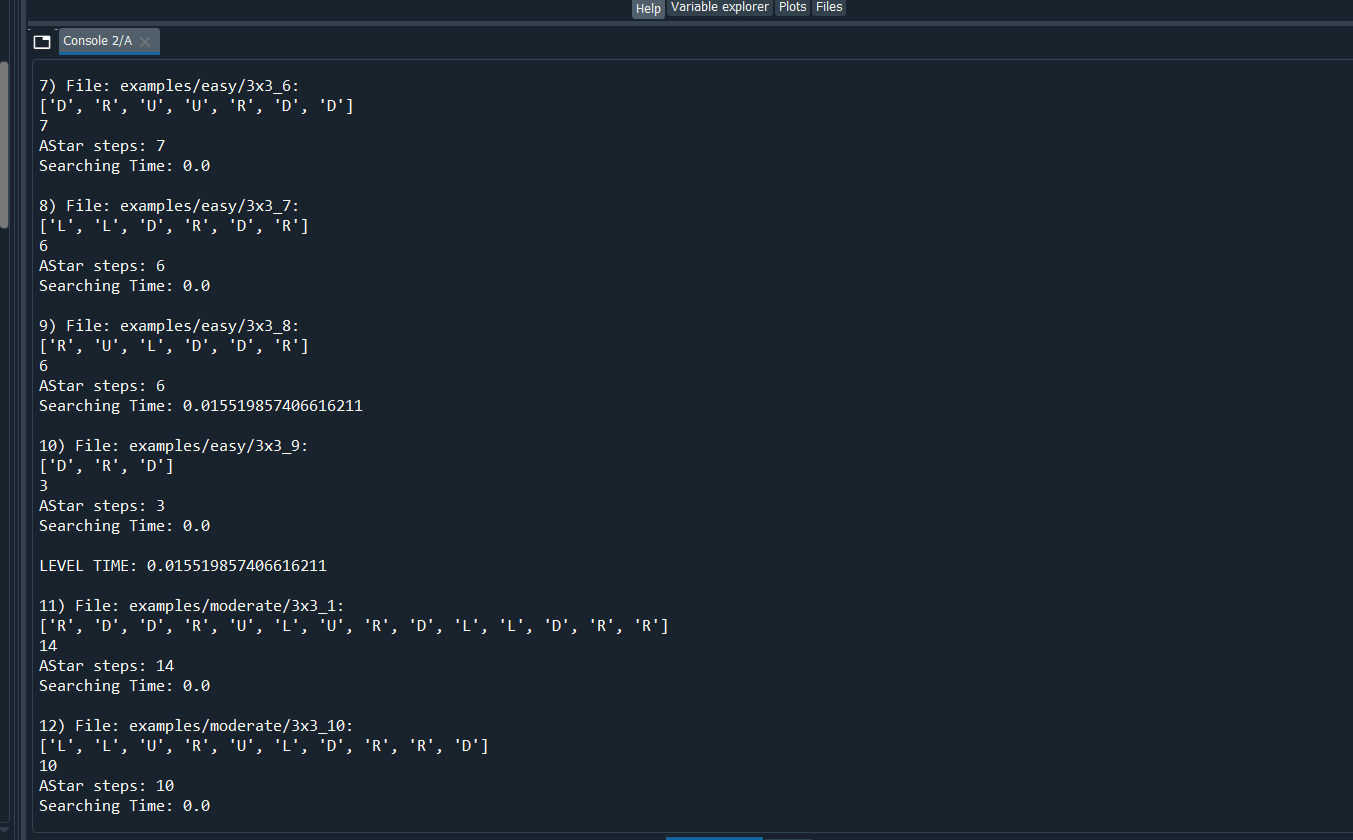 Help Variable explorer Plots Files
Console 2/A
7) File: examples/easy/3x3_6:
['D', 'R', 'U', 'U', 'R', 'D', 'D']
7
AStar steps: 7
Searching Time: 0.0
8) File: examples/easy/3x3_7:
['L', 'L', 'D', 'R', 'D', 'R']
6
AStar steps: 6
Searching Time: 0.0
9) File: examples/easy/3x3_8:
['R', 'U', 'L', 'D', 'D', 'R']
6
AStar steps: 6
Searching Time: 0.015519857406616211
10) File: examples/easy/3x3_9:
['D', 'R', 'D']
3
AStar steps: 3
Searching Time: 0.0
LEVEL TIME: 0.015519857406616211
11) File: examples/moderate/3x3_1:
['R', 'D', 'D', 'R', 'U', 'L', 'U', 'R', 'D', 'L', 'L', 'D', 'R', 'R']
14
AStar steps: 14
Searching Time: 0.0
12) File: examples/moderate/3x3_10:
['L', 'L', 'U', 'R', 'U', 'L', 'D', 'R', 'R', 'D']
10
AStar steps: 10
Searching Time: 0.0